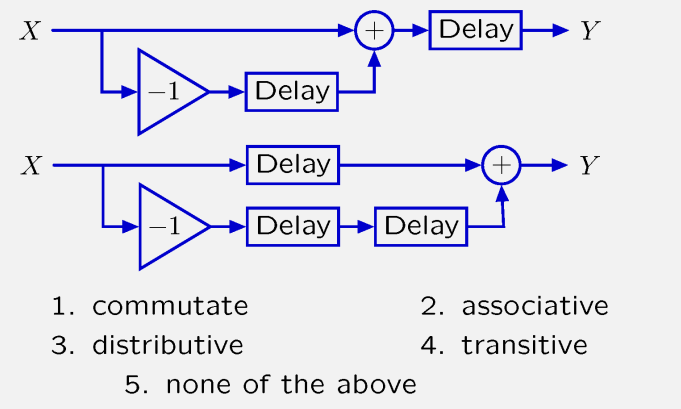 X + Delay Y
−1 Delay
X Delay + Y
−1 Delay Delay
1. commutate 2. associative
3. distributive 4. transitive
5. none of the above